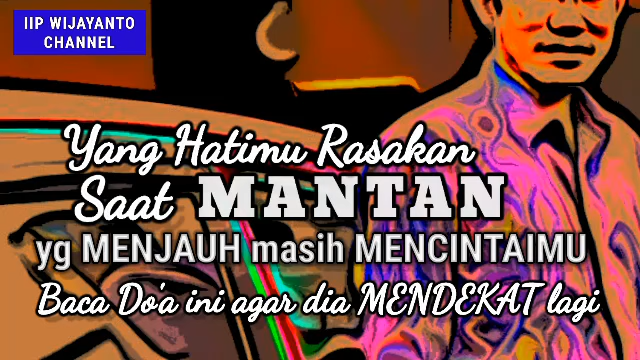 IIP WIJAYANTO
CHANNEL
Yang Hatimu Rasakan
Saat MANTAN
yg MENJAUH masih MENCINTAIMU
Baca Do'a ini agar dia MENDEKAT lagi